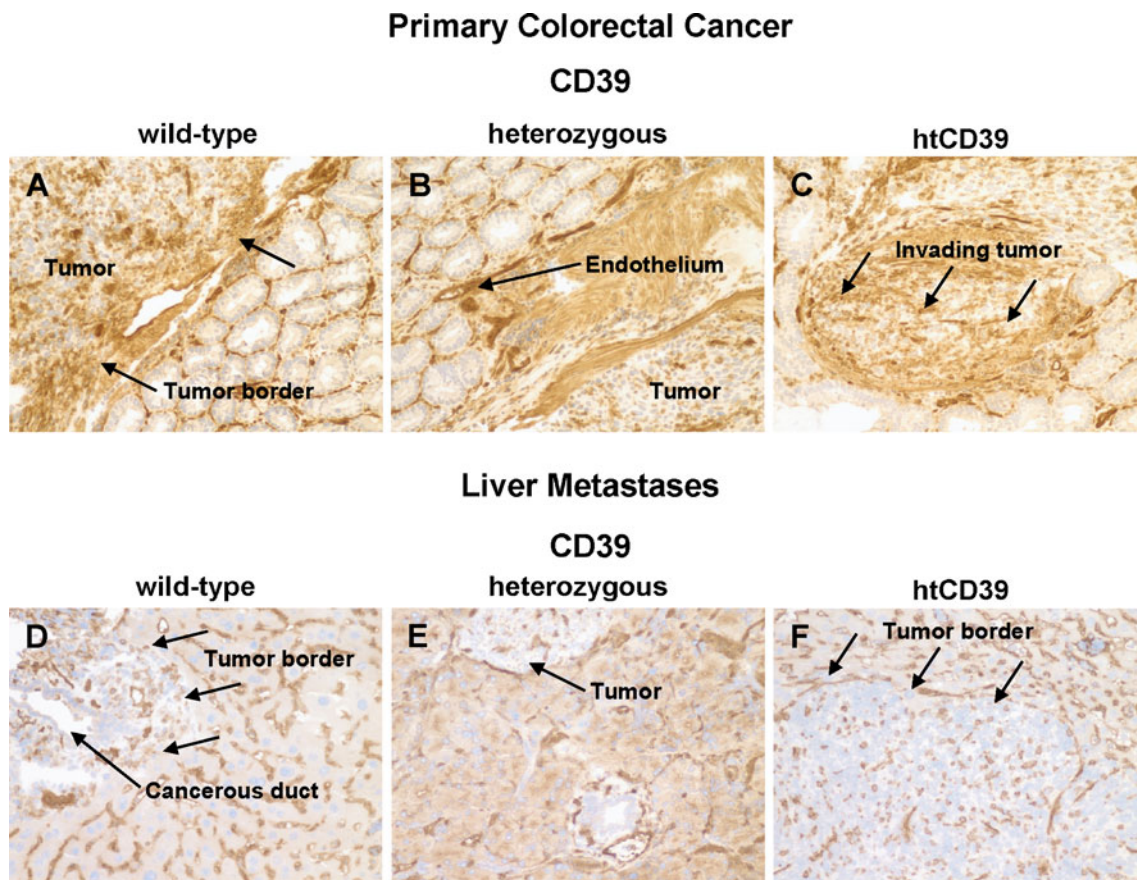 Primary Colorectal Cancer
CD39
wild-type heterozygous htCD39
A B C
Tumor
Endothelium
Invading tumor
Tumor border
Tumor
Liver Metastases
CD39
wild-type heterozygous htCD39
D E F
Tumor border
Tumor
Tumor border
Cancerous duct